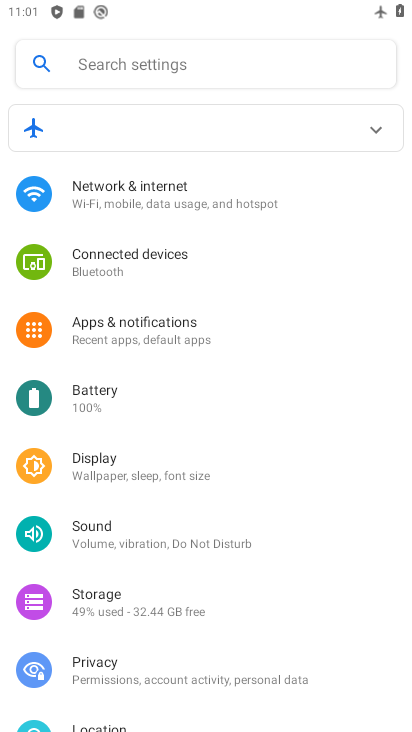 11:01
Search settings
Network & internet
Wi-Fi, mobile, data usage, and hotspot
Connected devices
Bluetooth
Apps & notifications
Recent apps, default apps
Battery
100%
Display
Wallpaper, sleep, font size
Sound
Volume, vibration, Do Not Disturb
Storage
49% used - 32.44 GB free
Privacy
Permissions, account activity, personal data
Location